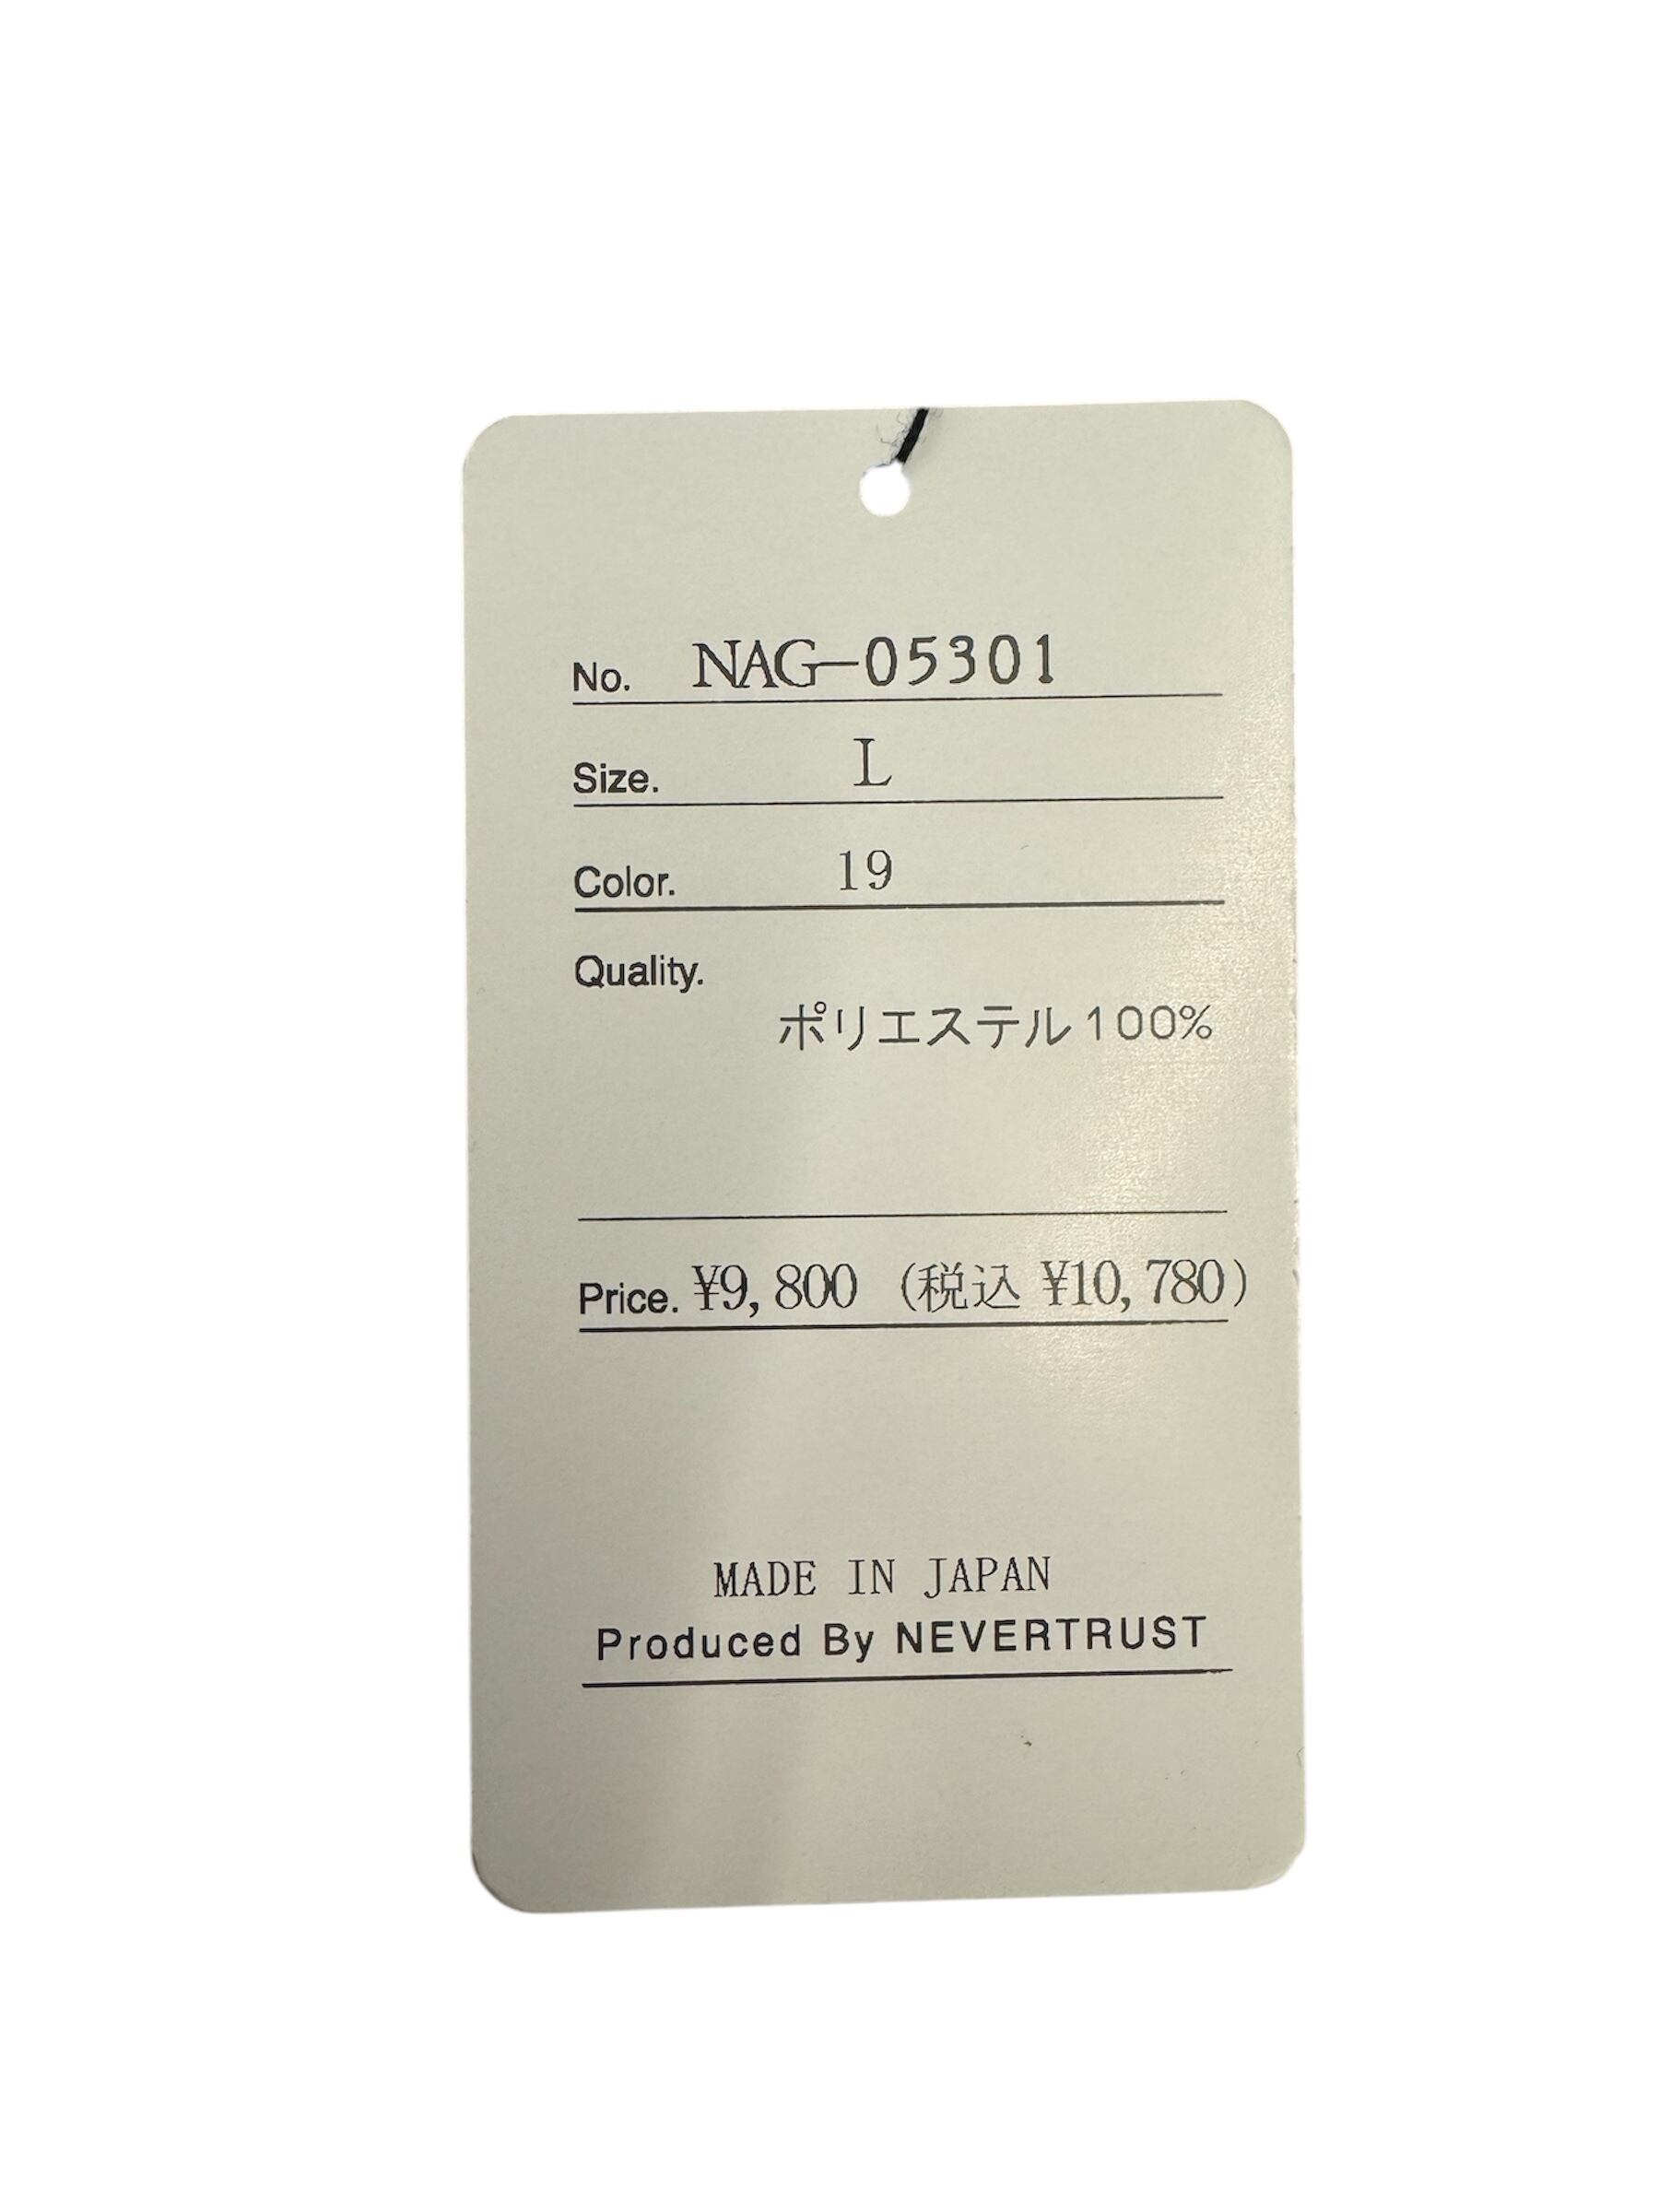 No. NAG-05301
Size. L
Color. 19
Quality.
ポリエステル100%
Price. ¥9,800 (税込 ¥10,780)
MADE IN JAPAN
Produced By NEVERTRUST